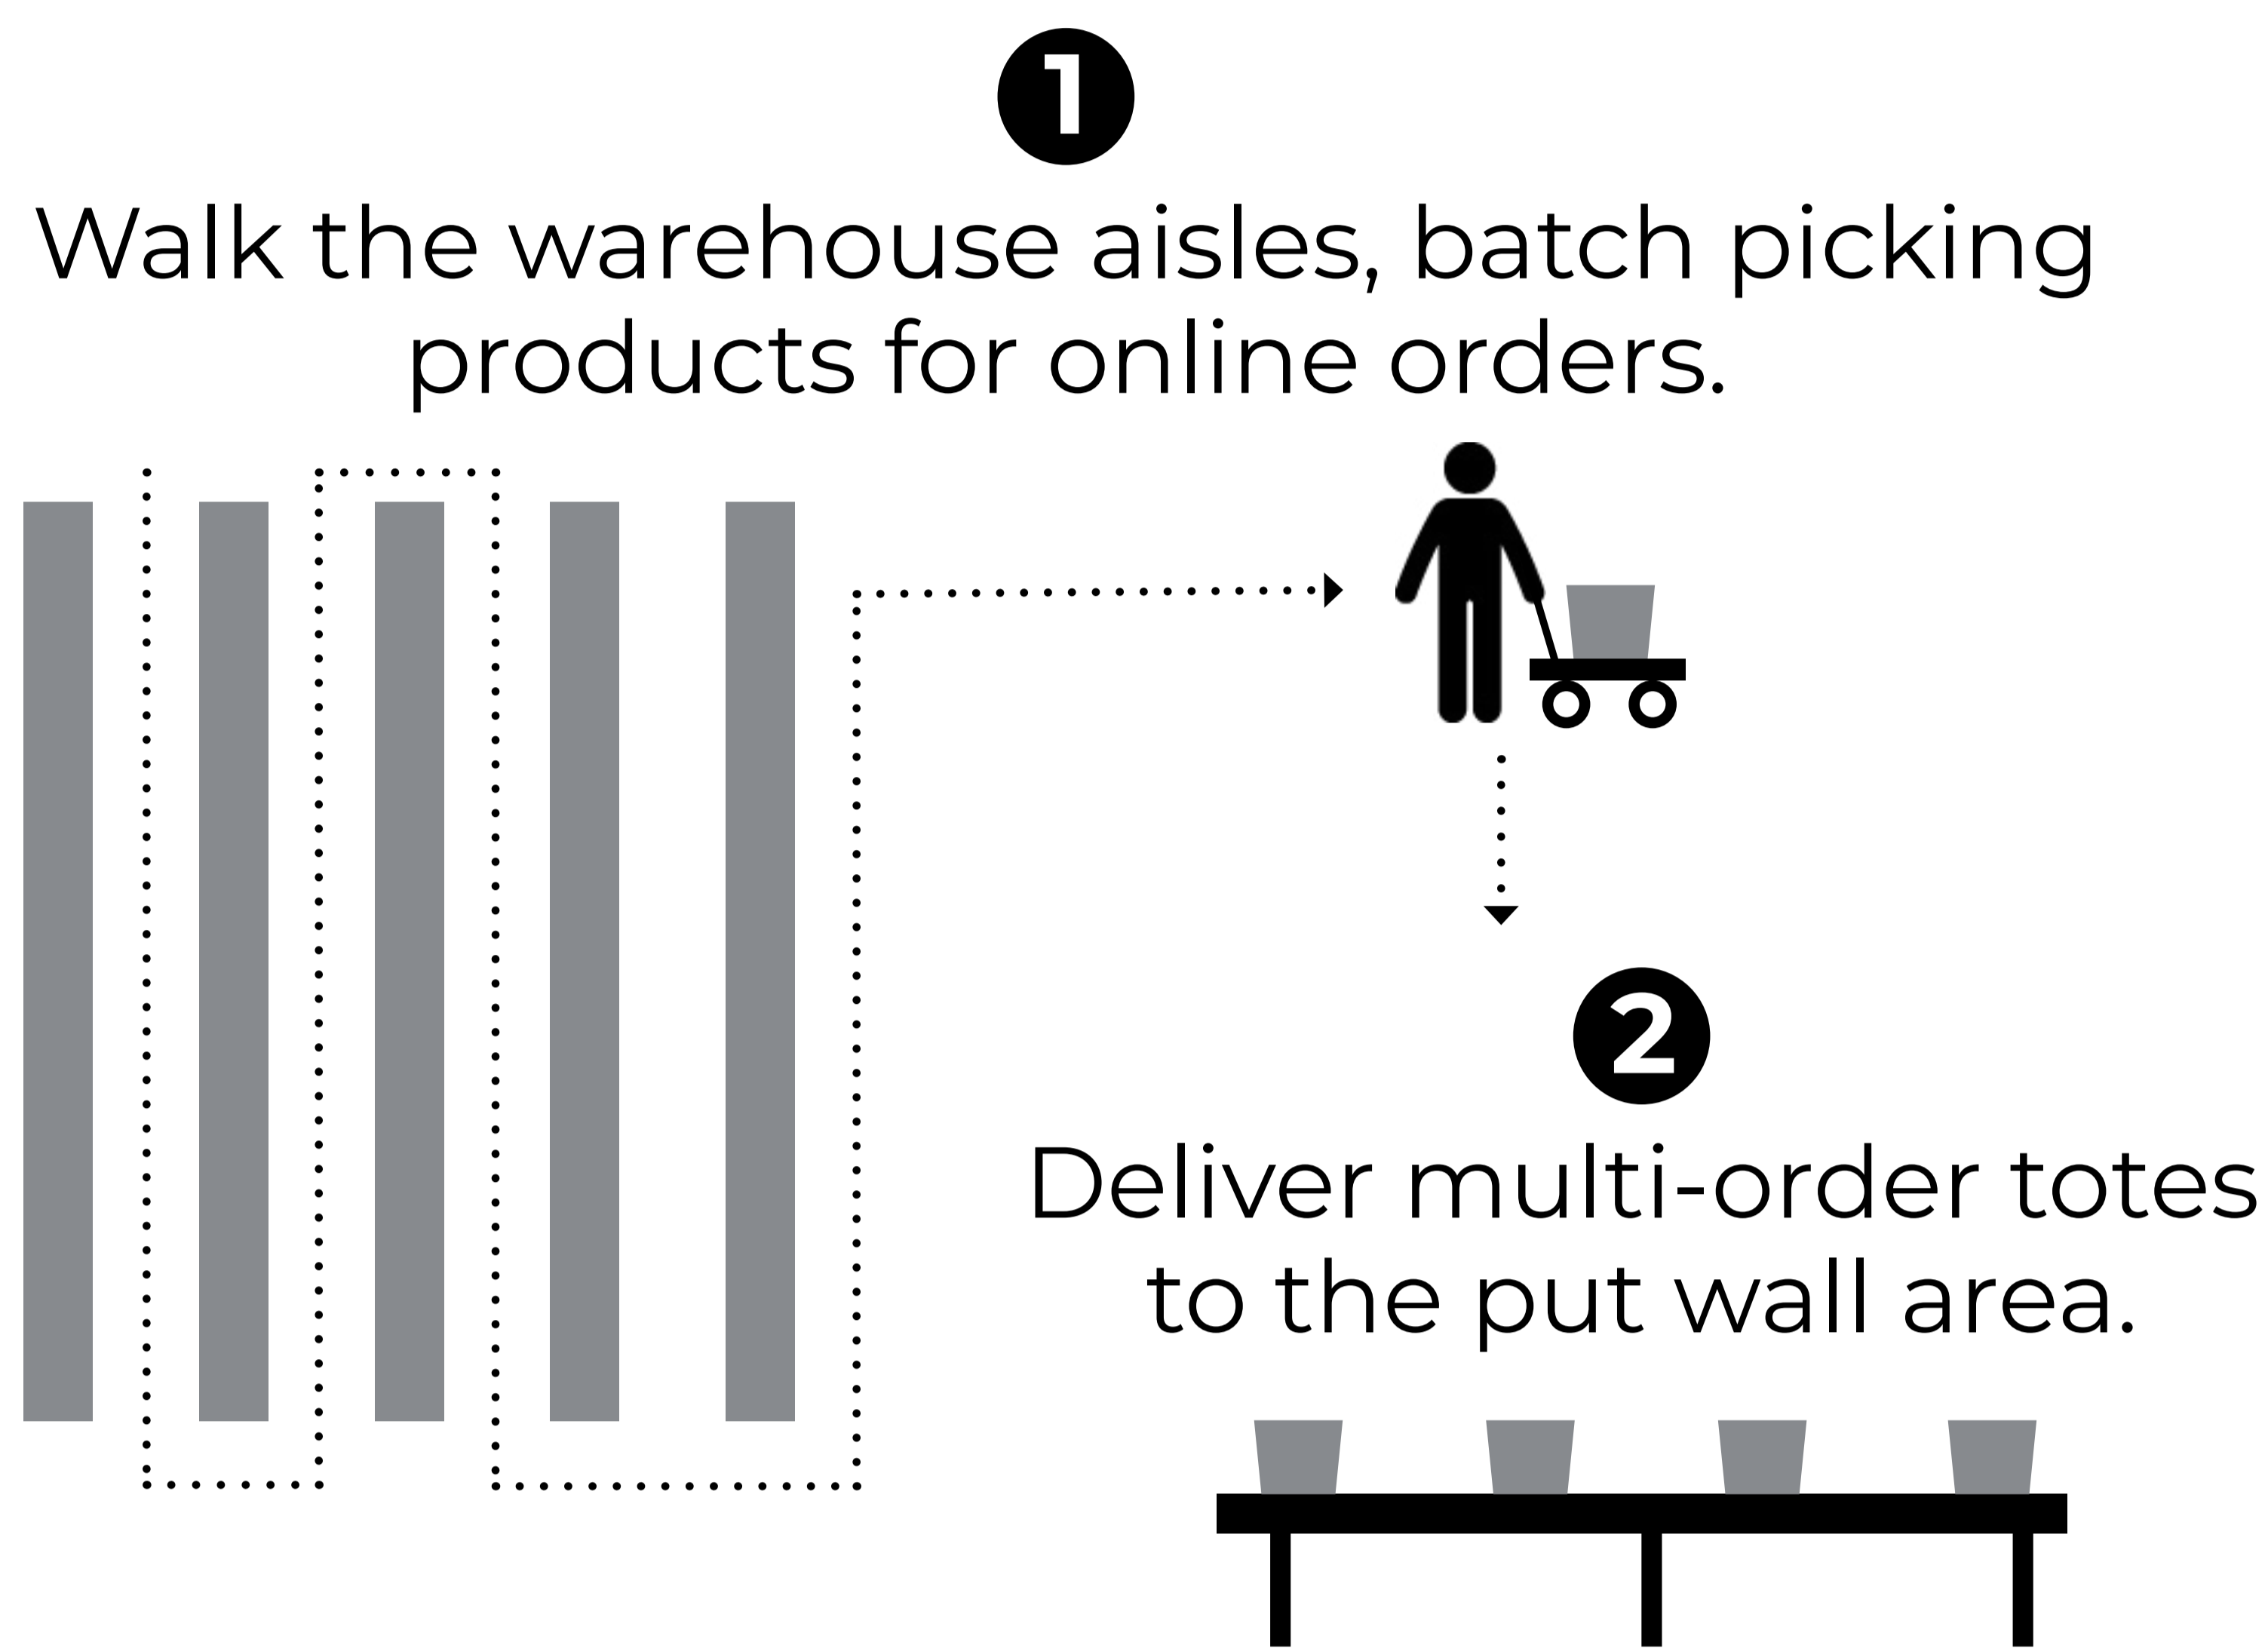 1
Walk the warehouse aisles, batch picking
products for online orders.
2
Deliver multi-order totes
to the put wall area.